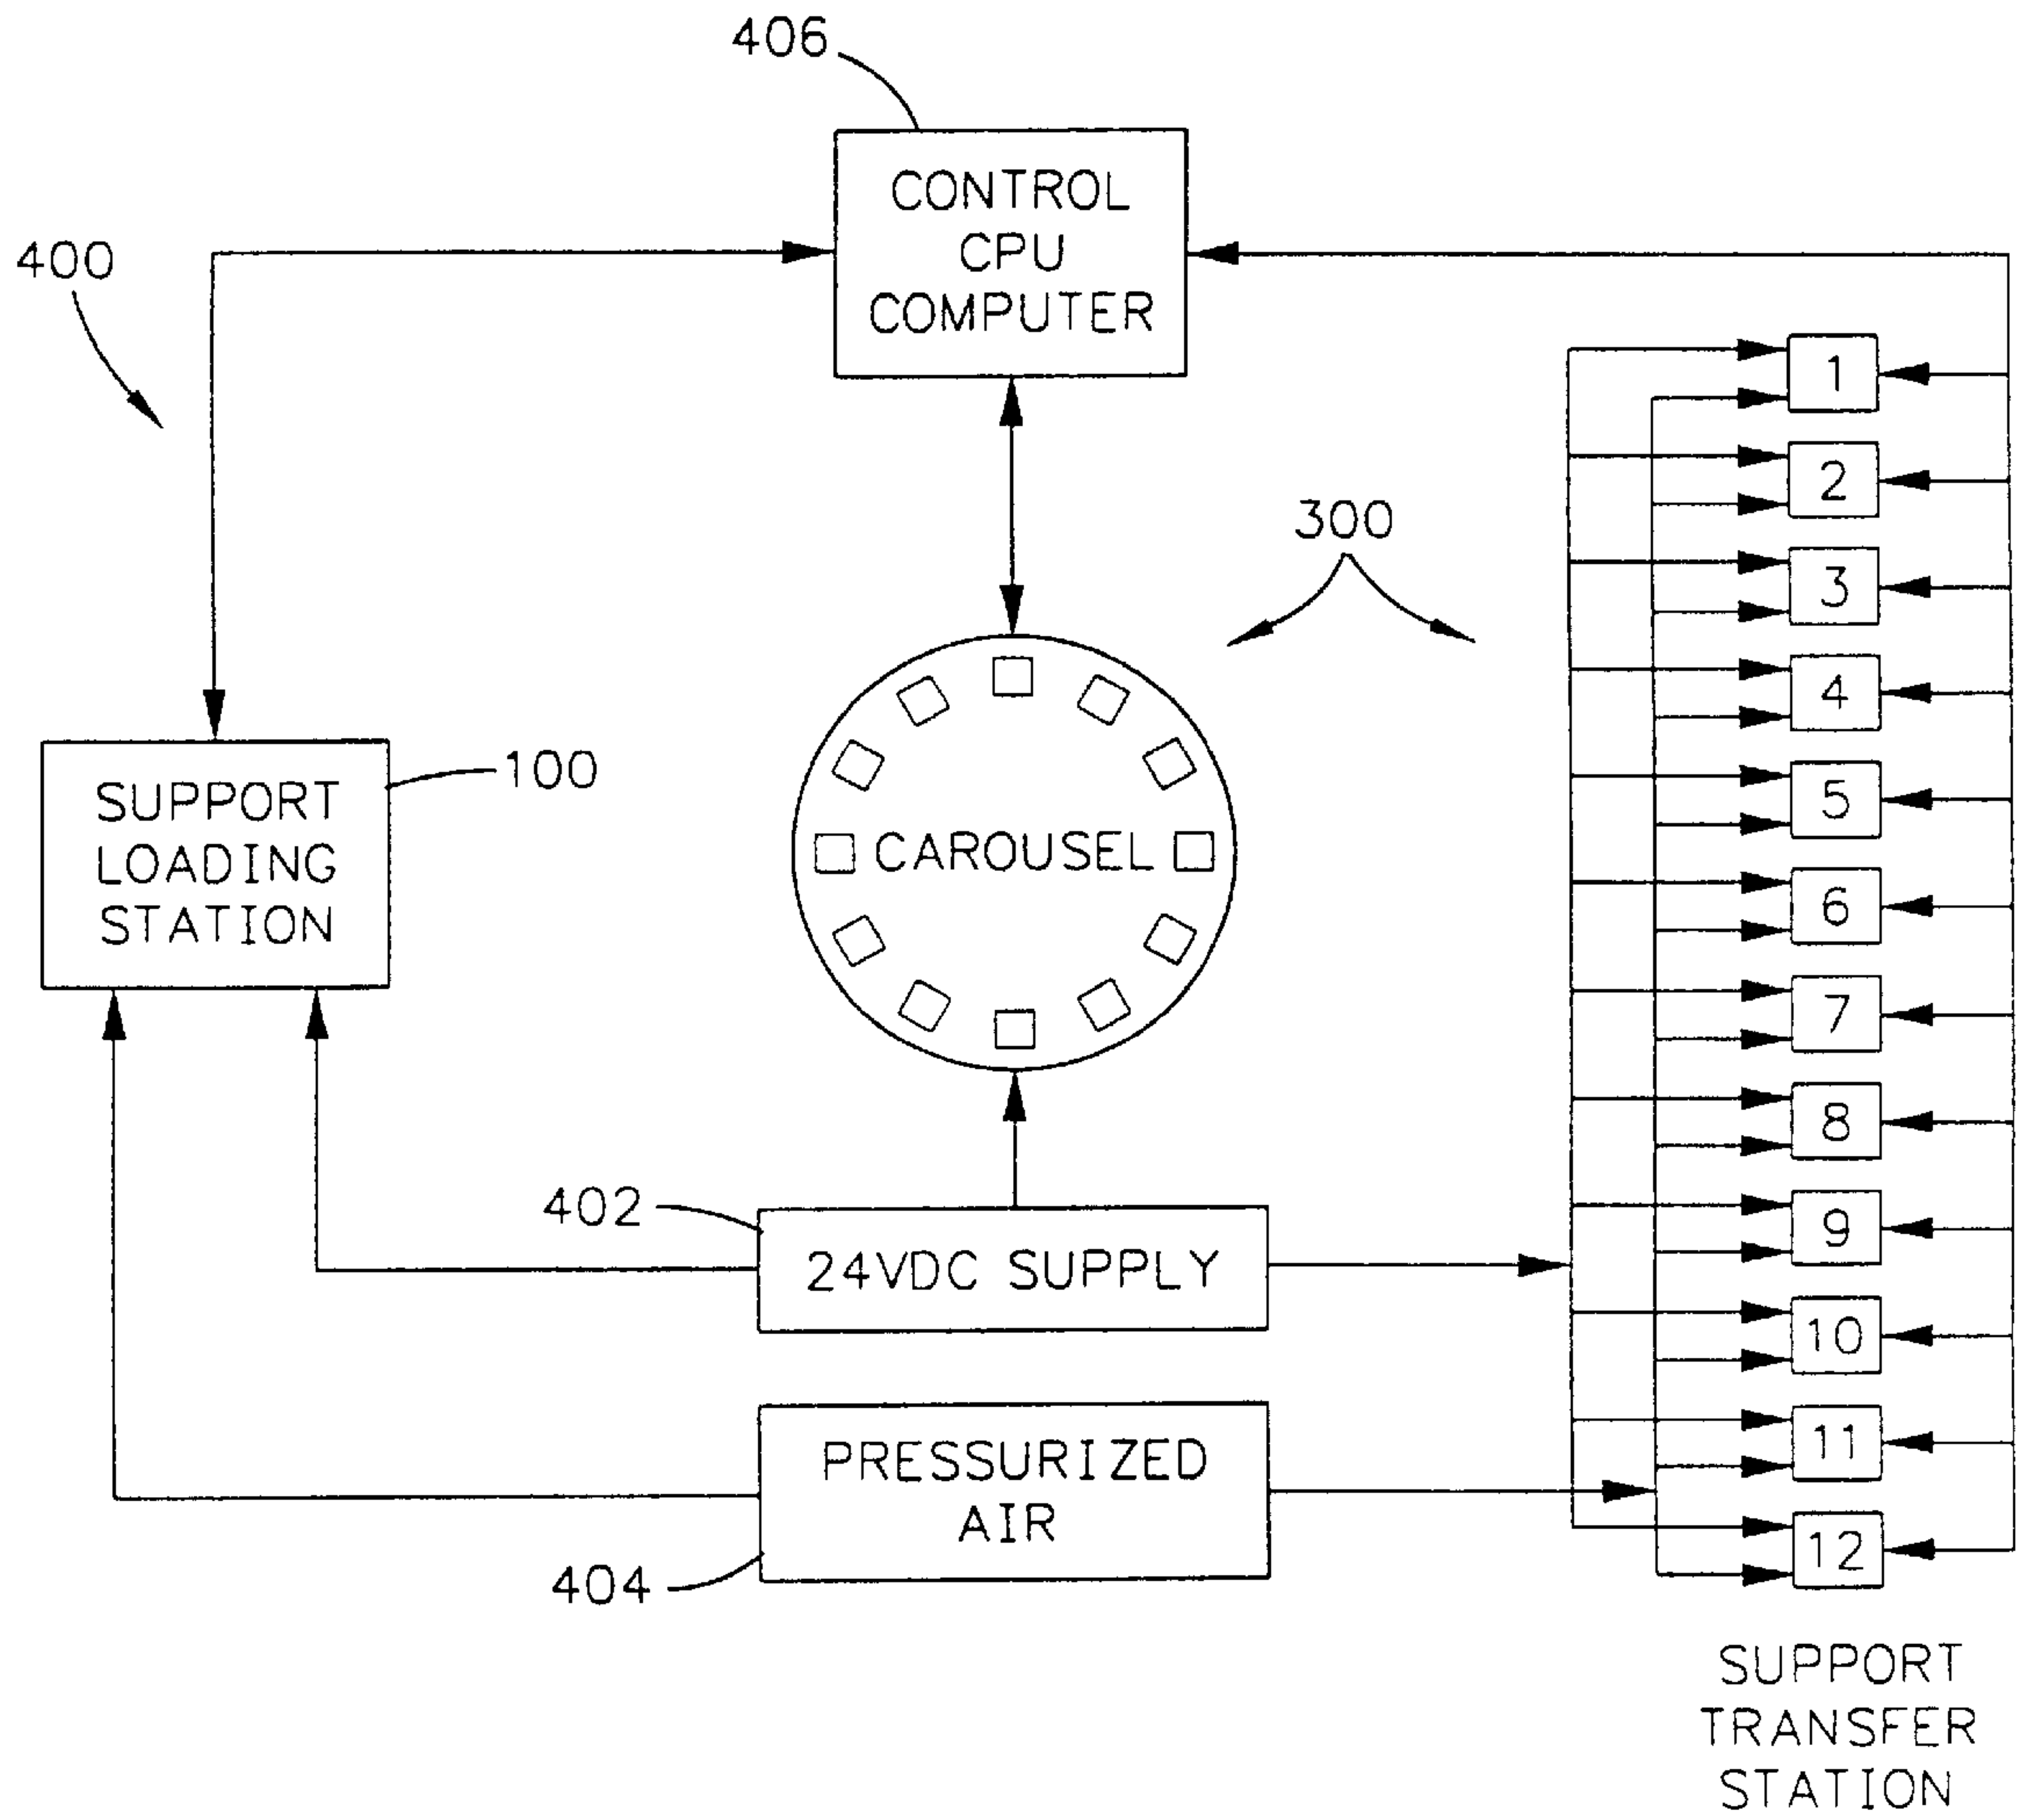 406
CONTROL
CPU
COMPUTER
400
300
1
2
3
4
5
6
7
8
9
10
11
12
100
SUPPORT
LOADING
STATION
CAROUSEL
402
24VDC SUPPLY
PRESSURIZED
AIR
404
SUPPORT
TRANSFER
STATION